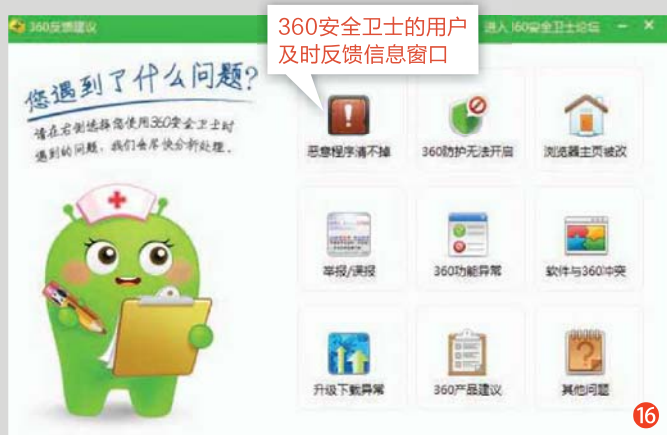 360反馈建议
360安全卫士的用户
及时反馈信息窗口
进入360安全卫士论坛
您遇到了什么问题?
请在右侧选择您使用360安全卫士时
遇到的问题，我们会尽快分析处理。
恶意程序清不掉
360防护无法开启
浏览器主页被改
举报/误报
360功能异常
软件与360冲突
升级下载异常
360产品建议
其他问题
16